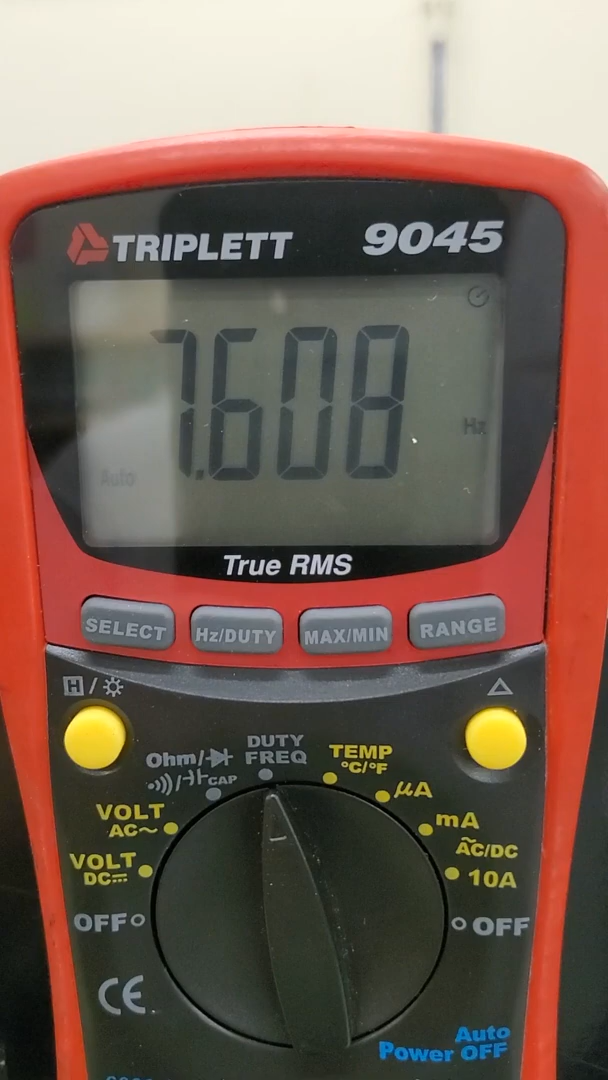 TRIPLETT 9045
7.608
Hz
Auto
True RMS
SELECT Hz/DUTY MAX/MIN RANGE
H /
Ohm/
CAP
DUTY
FREQ
TEMP
°C/°F
µA
VOLT
AC~
mA
AC/DC
VOLT
DC
10A
OFF
OFF
CE
Auto
Power OFF